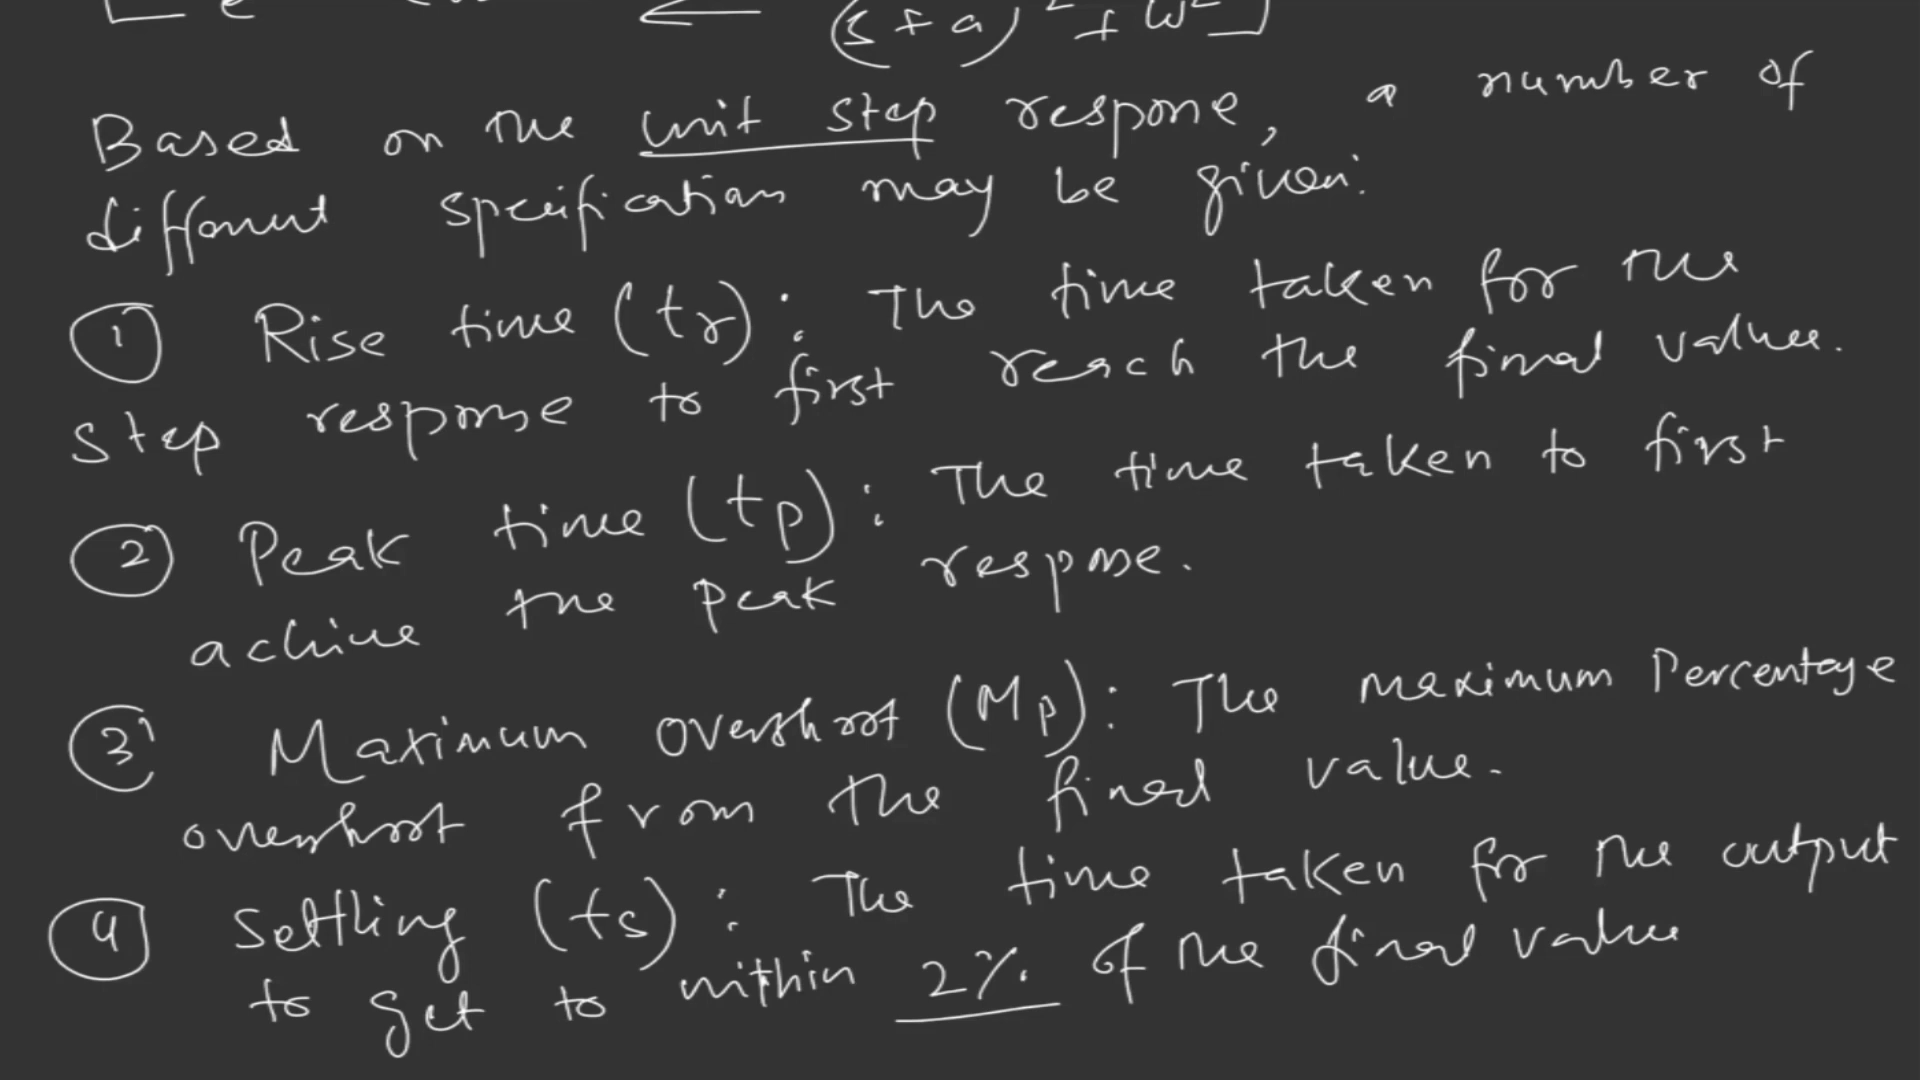 [ e ← (s+a)² + ω² ]
Based on the unit step response, a number of
different specifications may be given:
① Rise time (tr): The time taken for the
step response to first reach the final value.
② Peak time (tp): The time taken to first
achieve the peak response.
③ Maximum overshoot (Mp): The maximum Percentage
overshoot from the final value.
④ Settling (ts): The time taken for the output
to get to within 2% of the final value